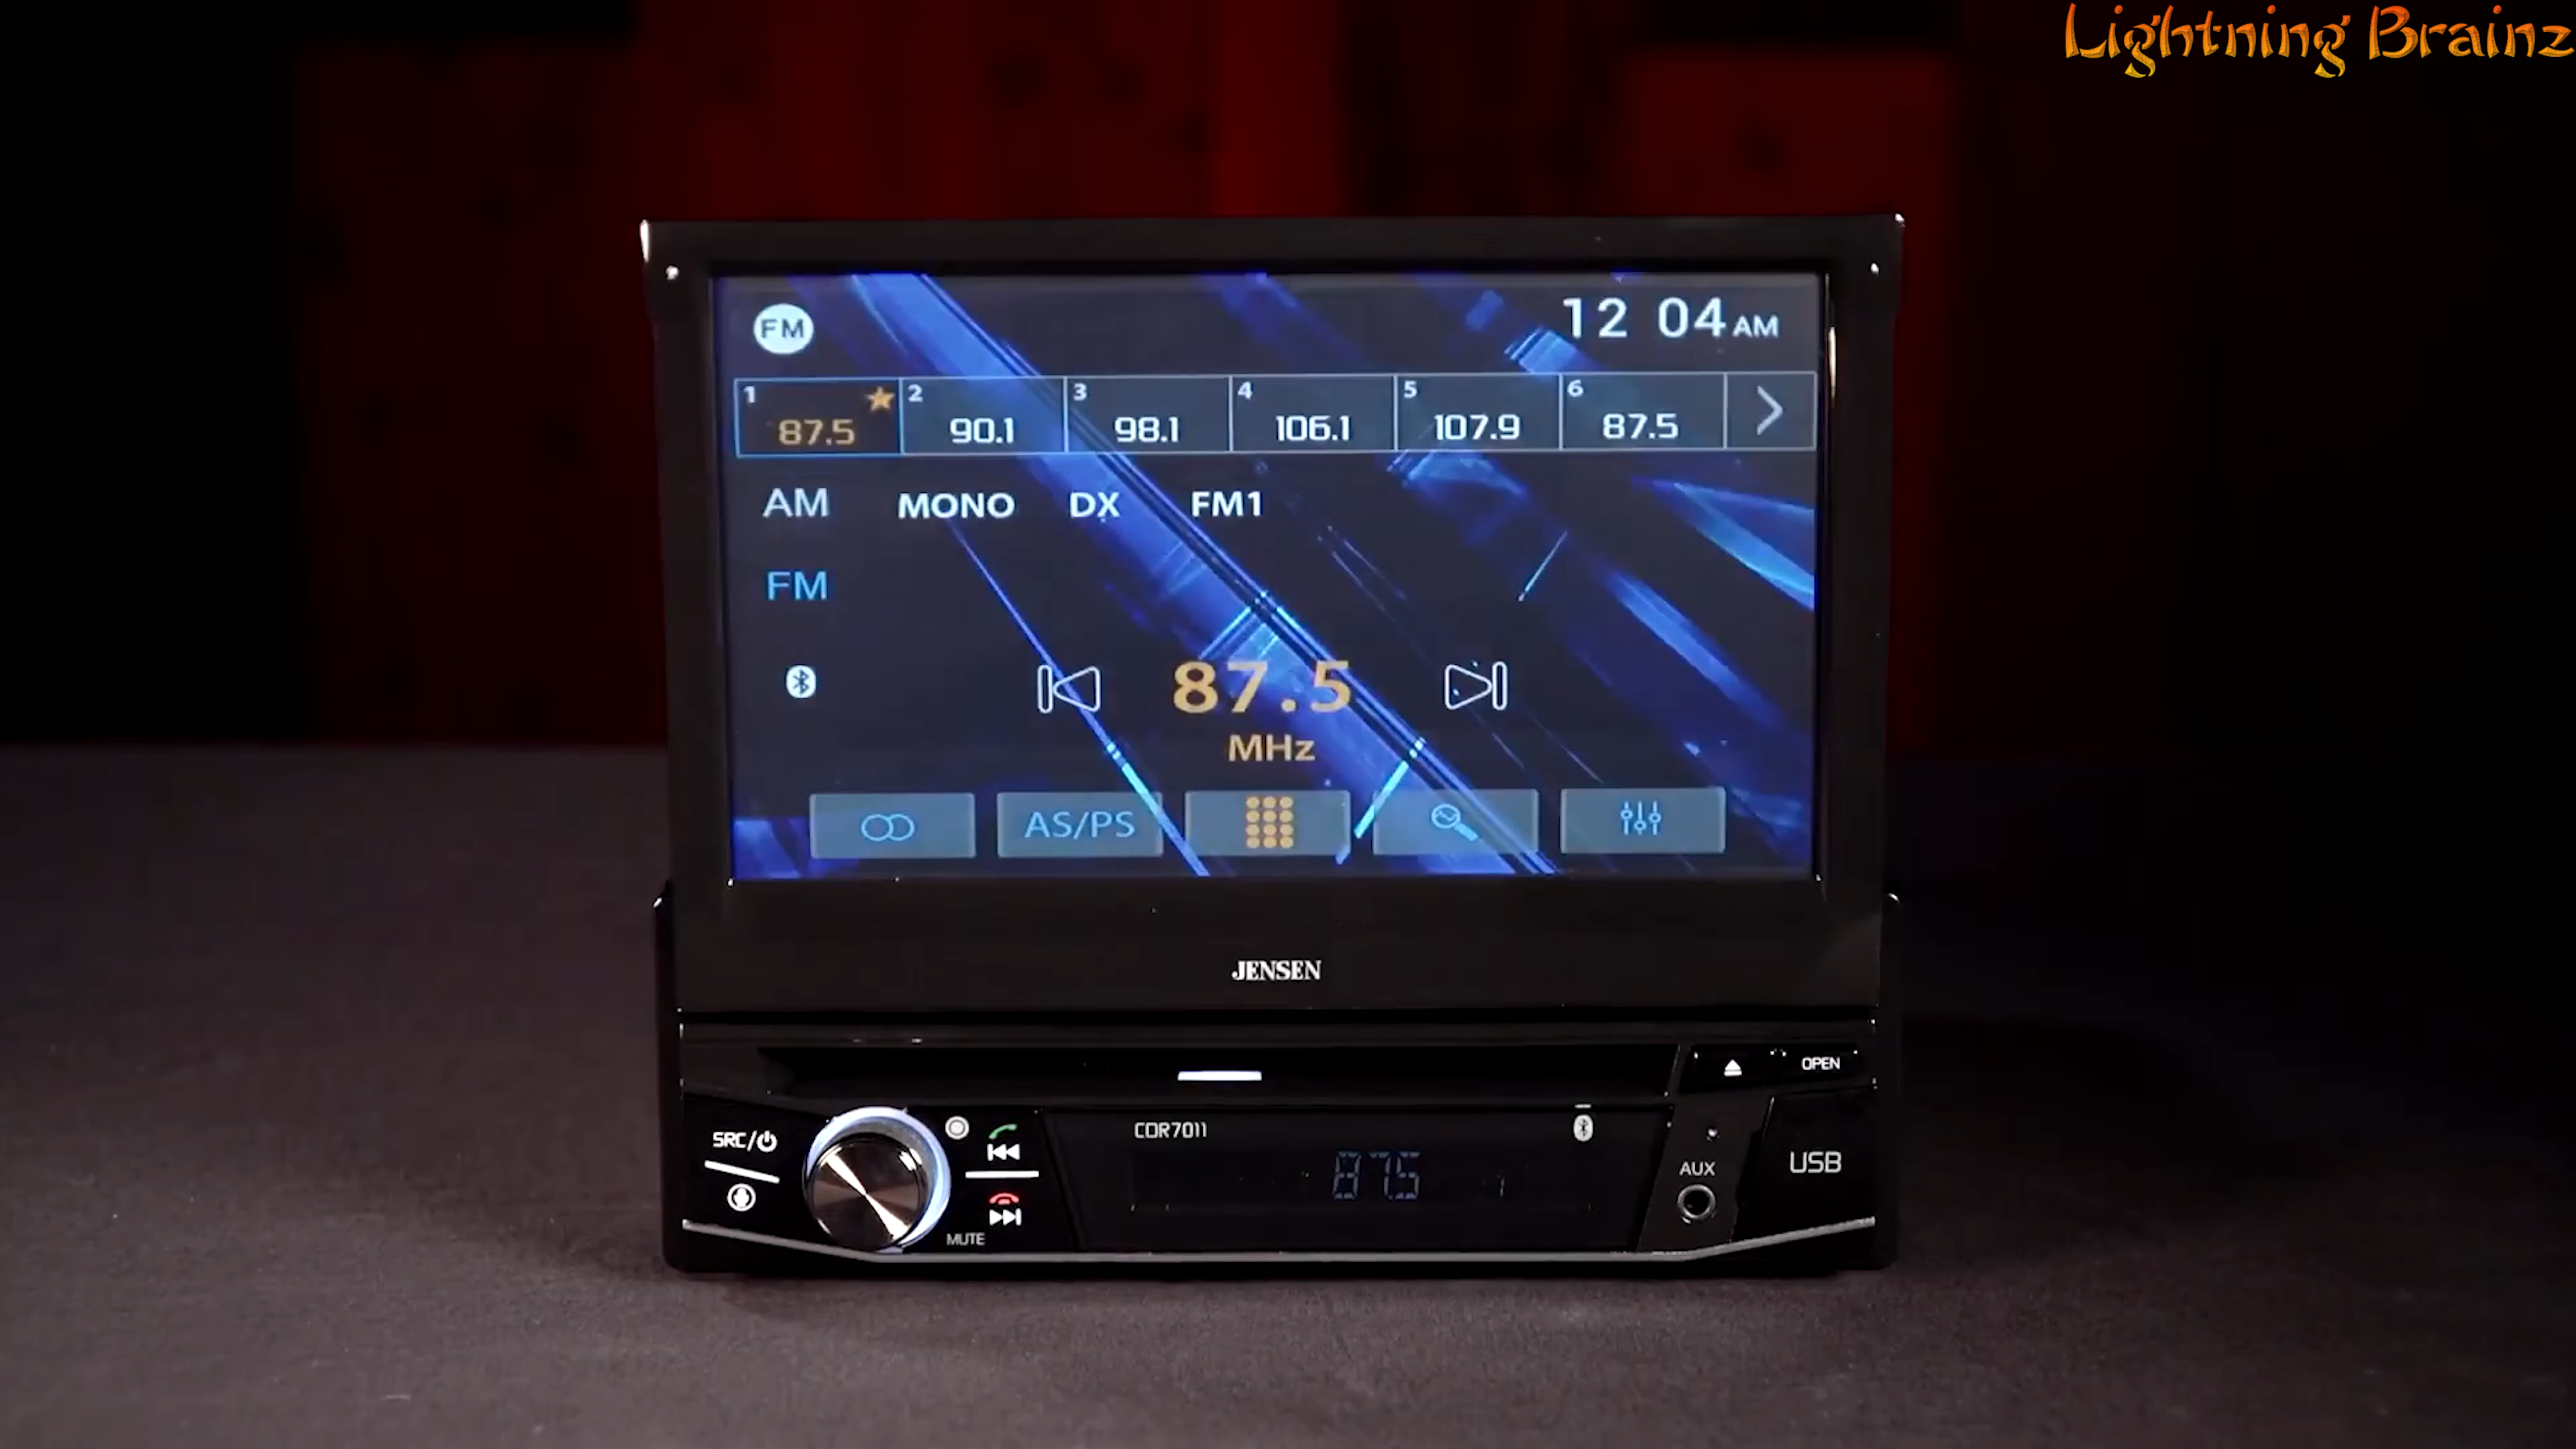 Lightning Brainz
FM
12 04 AM
1 87.5 2 90.1 3 98.1 4 106.1 5 107.9 6 87.5
AM MONO DX FM1
FM
87.5
MHz
AS/PS
JENSEN
OPEN
CDR7011
SRC/
87.5
AUX
USB
MUTE